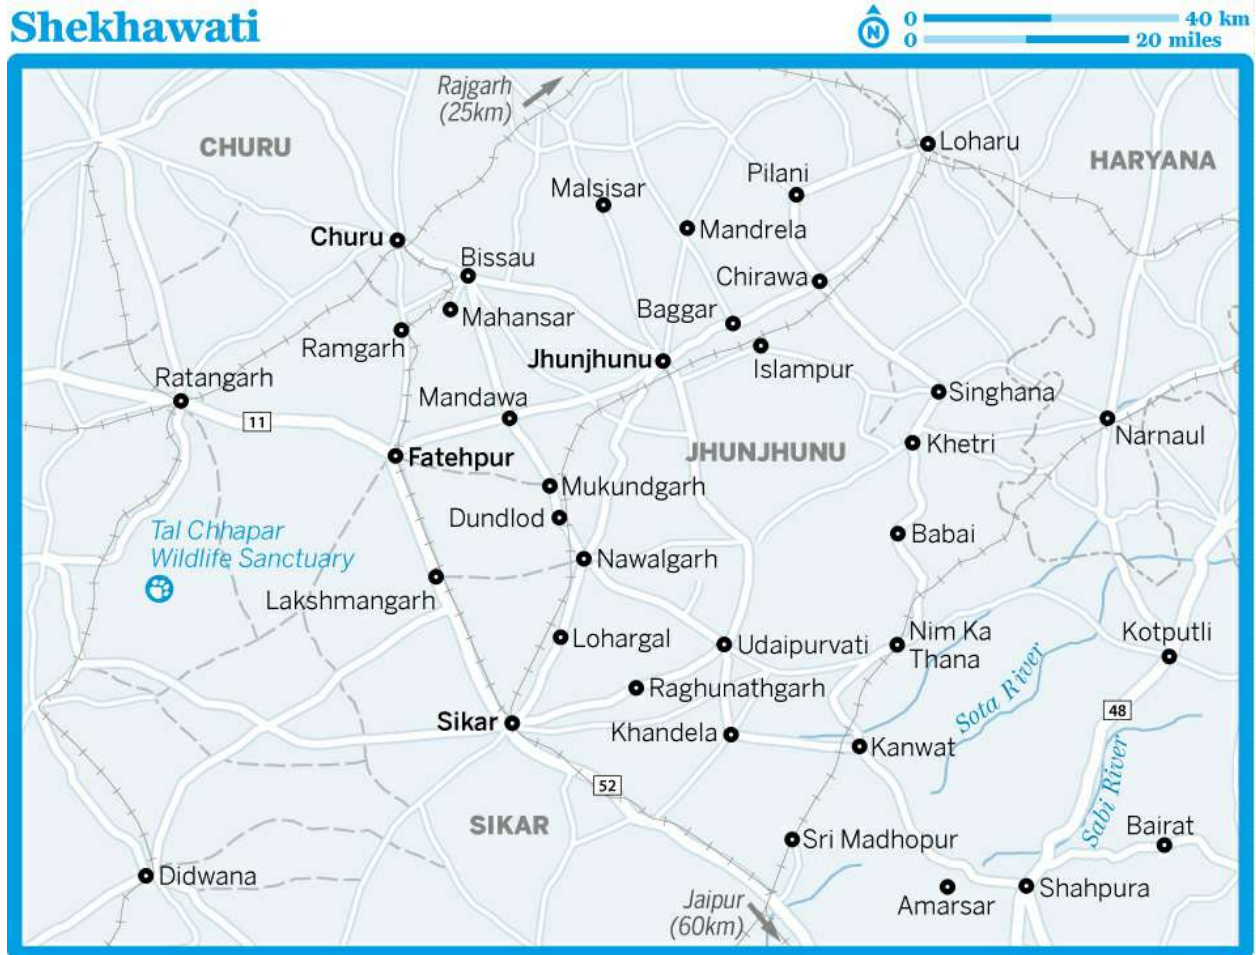 Shekhawati
N
0
40 km
0
20 miles
Rajgarh
(25km)
CHURU
Loharu
HARYANA
Pilani
Malsisar
Mandrela
Churu
Bissau
Chirawa
Mahansar
Baggar
Ramgarh
Jhunjhunu
Islampur
Ratangarh
Mandawa
Singhana
11
Narnaul
Fatehpur
JHUNJHUNU
Khetri
Mukundgarh
Dundlod
Tal Chhapar
Wildlife Sanctuary
Babai
Nawalgarh
Lakshmangarh
Lohargal
Udaipurvati
Nim Ka
Thana
Kotputli
Raghunathgarh
Sota River
48
Sikar
Khandela
Kanwat
52
Sabi River
SIKAR
Sri Madhopur
Bairat
Didwana
Jaipur
(60km)
Amarsar
Shahpura